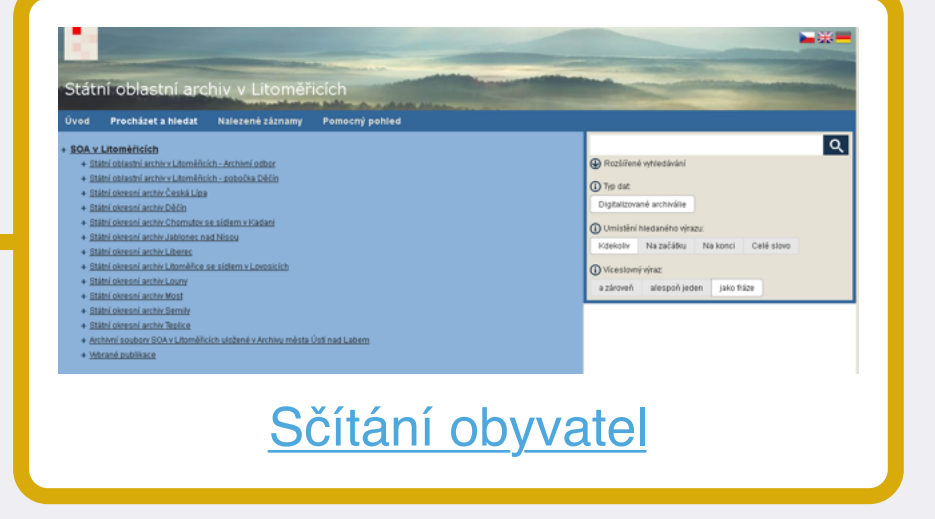 Státní oblastní archiv v Litoměřicích
Úvod Procházet a hledat Nalezené záznamy Pomocný pohled
+ SOA v Litoměřicích
+ Státní oblastní archiv v Litoměřicích - Archivní odbor
+ Státní oblastní archiv v Litoměřicích - pobočka Děčín
+ Státní okresní archiv Česká Lípa
+ Státní okresní archiv Děčín
+ Státní okresní archiv Chomutov se sídlem v Kadani
+ Státní okresní archiv Jablonec nad Nisou
+ Státní okresní archiv Liberec
+ Státní okresní archiv Litoměřice se sídlem v Lovosicích
+ Státní okresní archiv Louny
+ Státní okresní archiv Most
+ Státní okresní archiv Semily
+ Státní okresní archiv Teplice
+ Archivní soubory SOA v Litoměřicích uložené v Archivu města Ústí nad Labem
+ Vybrané publikace
Rozšířené vyhledávání
Typ dat:
Digitalizované archiválie
Umístění hledaného výrazu:
Kdekoliv Na začátku Na konci Celé slovo
Víceslovný výraz:
a zároveň alespoň jeden jako fráze
Sčítání obyvatel